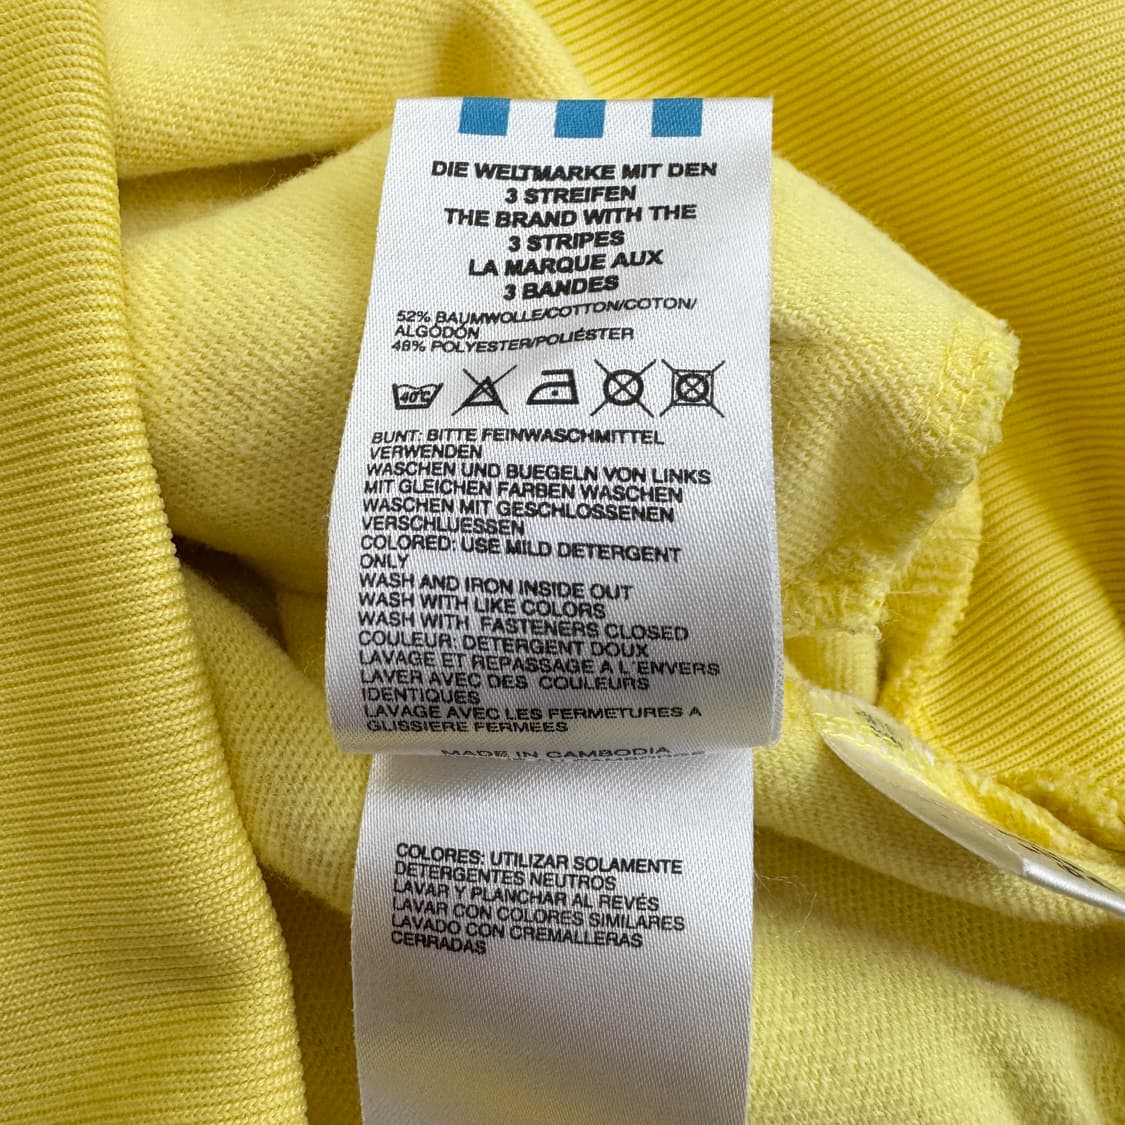 DIE WELTMARKE MIT DEN
3 STREIFEN
THE BRAND WITH THE
3 STRIPES
LA MARQUE AUX
3 BANDES
52% BAUMWOLLE/COTTON/COTON/
ALGODÓN
48% POLYESTER/POLIÉSTER
40°C
BUNT: BITTE FEINWASCHMITTEL
VERWENDEN
WASCHEN UND BUEGELN VON LINKS
MIT GLEICHEN FARBEN WASCHEN
WASCHEN MIT GESCHLOSSENEN
VERSCHLUESSEN
COLORED: USE MILD DETERGENT
ONLY
WASH AND IRON INSIDE OUT
WASH WITH LIKE COLORS
WASH WITH FASTENERS CLOSED
COULEUR: DETERGENT DOUX
LAVAGE ET REPASSAGE A L'ENVERS
LAVER AVEC DES COULEURS
IDENTIQUES
LAVAGE AVEC LES FERMETURES A
GLISSIERE FERMEES
MADE IN CAMBODIA
COLORES: UTILIZAR SOLAMENTE
DETERGENTES NEUTROS
LAVAR Y PLANCHAR AL REVÉS
LAVAR CON COLORES SIMILARES
LAVADO CON CREMALLERAS
CERRADAS